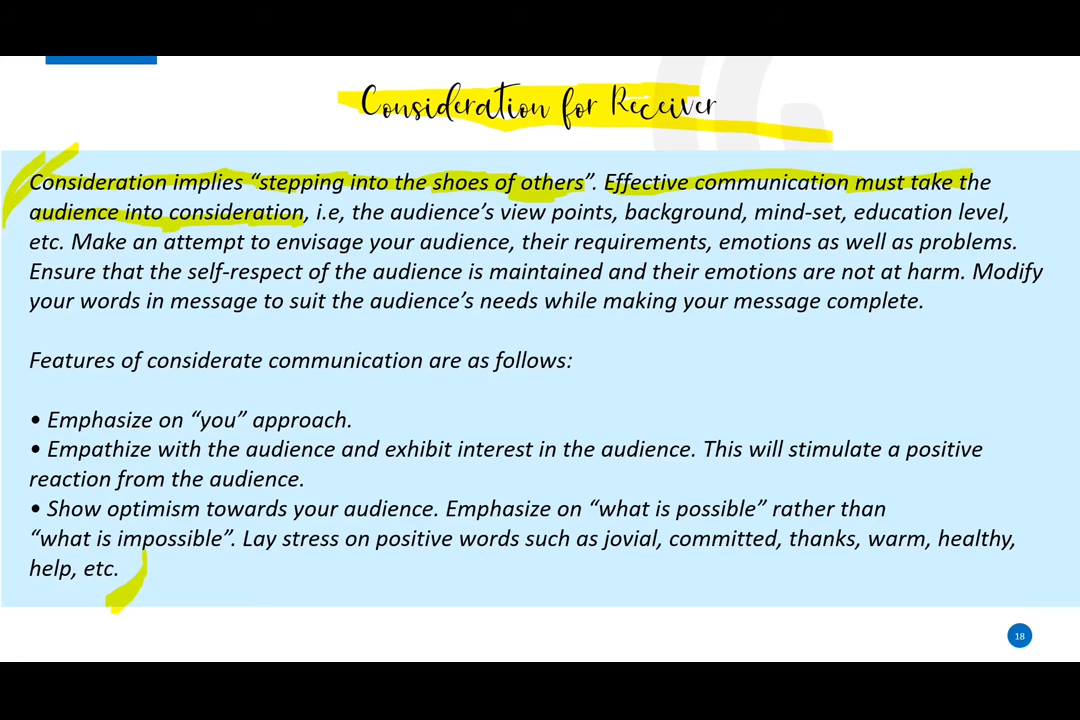 Consideration for Receiver
Consideration implies “stepping into the shoes of others”. Effective communication must take the
audience into consideration, i.e, the audience’s view points, background, mind-set, education level,
etc. Make an attempt to envisage your audience, their requirements, emotions as well as problems.
Ensure that the self-respect of the audience is maintained and their emotions are not at harm. Modify
your words in message to suit the audience’s needs while making your message complete.
Features of considerate communication are as follows:
• Emphasize on “you” approach.
• Empathize with the audience and exhibit interest in the audience. This will stimulate a positive
reaction from the audience.
• Show optimism towards your audience. Emphasize on “what is possible” rather than
“what is impossible”. Lay stress on positive words such as jovial, committed, thanks, warm, healthy,
help, etc.
18